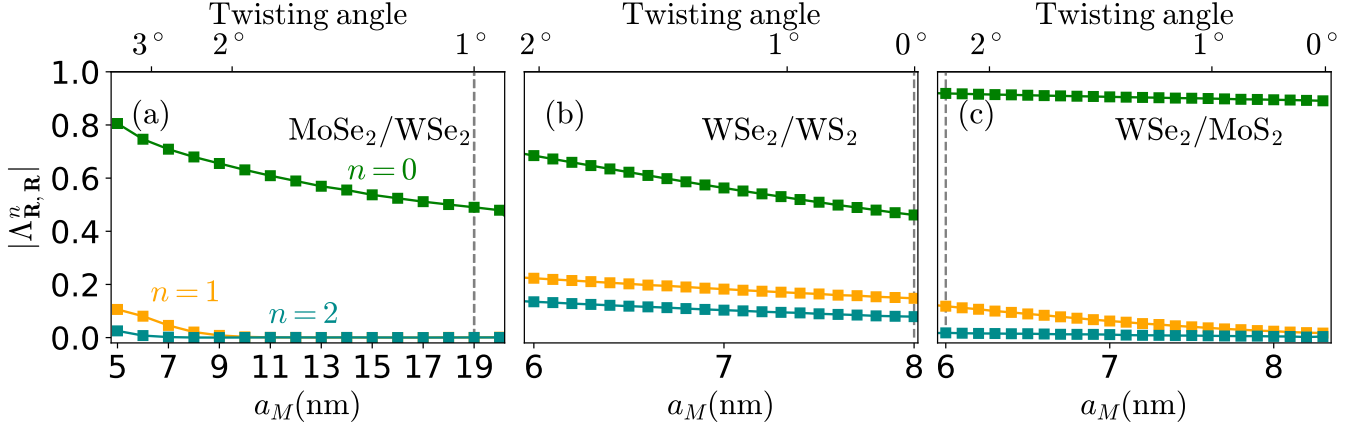 Twisting angle Twisting angle Twisting angle
3° 2° 1° 2° 1° 0° 2° 1° 0°
1.0
(a) (b) (c)
MoSe₂/WSe₂ WSe₂/WS₂ WSe₂/MoS₂
0.8
n = 0
0.6
|Λⁿ_R,R|
0.4
0.2
n = 1
n = 2
0.0
5 7 9 11 13 15 17 19 6 7 8 6 7 8
a_M(nm) a_M(nm) a_M(nm)